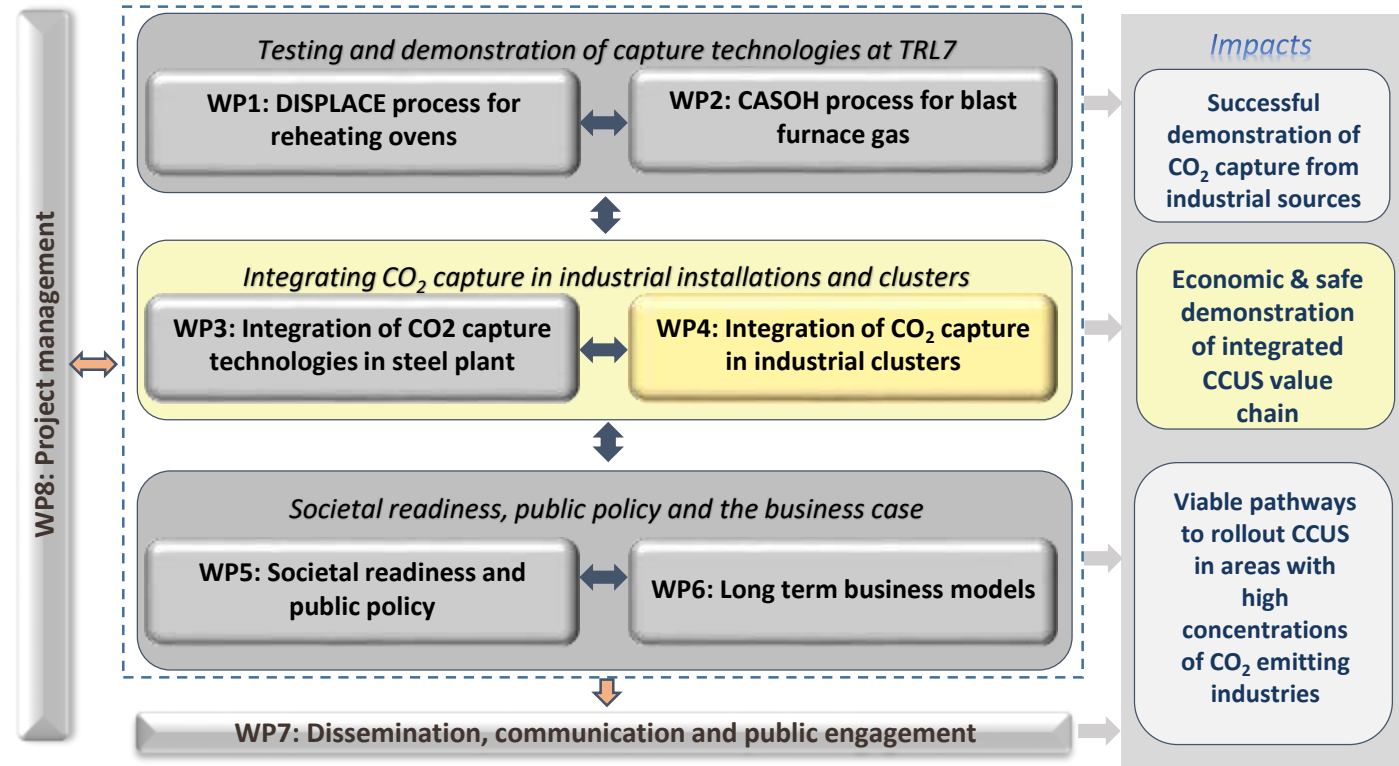 WP8: Project management
Testing and demonstration of capture technologies at TRL7
WP1: DISPLACE process for
reheating ovens
WP2: CASOH process for blast
furnace gas
Integrating CO₂ capture in industrial installations and clusters
WP3: Integration of CO2 capture
technologies in steel plant
WP4: Integration of CO₂ capture
in industrial clusters
Societal readiness, public policy and the business case
WP5: Societal readiness and
public policy
WP6: Long term business models
WP7: Dissemination, communication and public engagement
Impacts
Successful
demonstration of
CO₂ capture from
industrial sources
Economic & safe
demonstration
of integrated
CCUS value
chain
Viable pathways
to rollout CCUS
in areas with
high
concentrations
of CO₂ emitting
industries